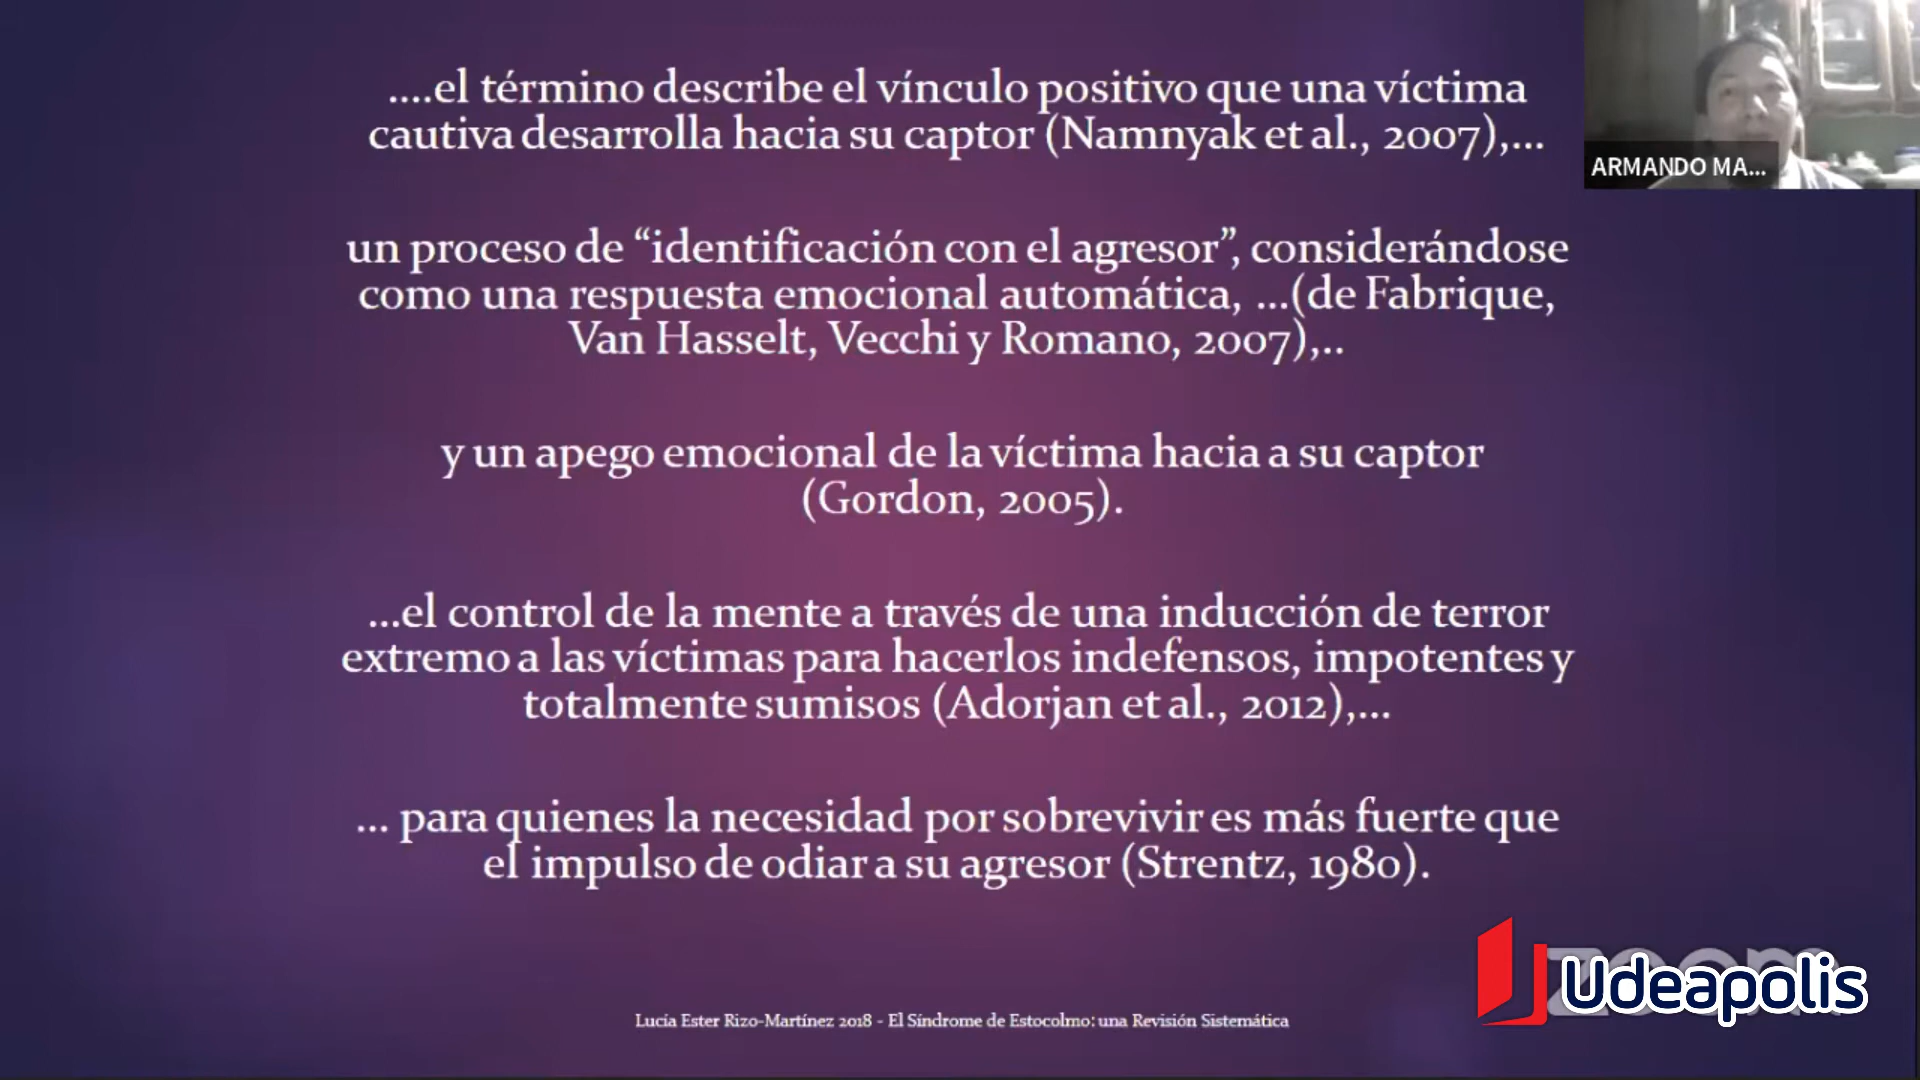 ....el término describe el vínculo positivo que una víctima
cautiva desarrolla hacia su captor (Namnyak et al., 2007),...
ARMANDO MA...
un proceso de “identificación con el agresor”, considerándose
como una respuesta emocional automática, ...(de Fabrique,
Van Hasselt, Vecchi y Romano, 2007),..
y un apego emocional de la víctima hacia a su captor
(Gordon, 2005).
...el control de la mente a través de una inducción de terror
extremo a las víctimas para hacerlos indefensos, impotentes y
totalmente sumisos (Adorjan et al., 2012),...
... para quienes la necesidad por sobrevivir es más fuerte que
el impulso de odiar a su agresor (Strentz, 1980).
zoom
Udeapolis
Lucía Ester Rizo-Martínez 2018 - El Síndrome de Estocolmo: una Revisión Sistemática